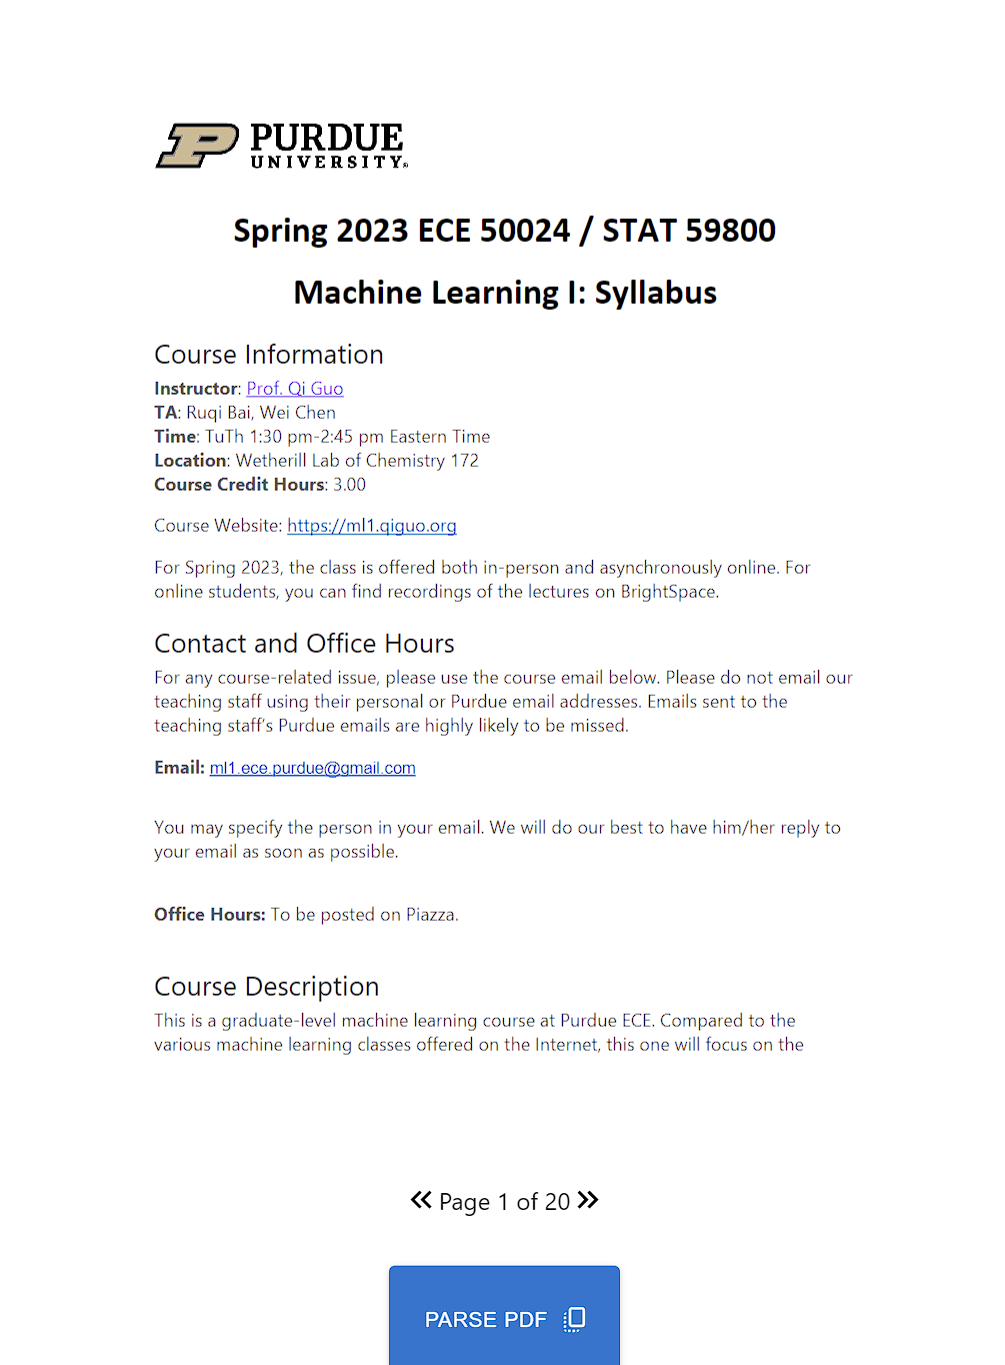 PURDUE
UNIVERSITY®
Spring 2023 ECE 50024 / STAT 59800
Machine Learning I: Syllabus
Course Information
Instructor: Prof. Qi Guo
TA: Ruqi Bai, Wei Chen
Time: TuTh 1:30 pm-2:45 pm Eastern Time
Location: Wetherill Lab of Chemistry 172
Course Credit Hours: 3.00
Course Website: https://ml1.qiguo.org
For Spring 2023, the class is offered both in-person and asynchronously online. For
online students, you can find recordings of the lectures on BrightSpace.
Contact and Office Hours
For any course-related issue, please use the course email below. Please do not email our
teaching staff using their personal or Purdue email addresses. Emails sent to the
teaching staff's Purdue emails are highly likely to be missed.
Email: ml1.ece.purdue@gmail.com
You may specify the person in your email. We will do our best to have him/her reply to
your email as soon as possible.
Office Hours: To be posted on Piazza.
Course Description
This is a graduate-level machine learning course at Purdue ECE. Compared to the
various machine learning classes offered on the Internet, this one will focus on the
Page 1 of 20
PARSE PDF